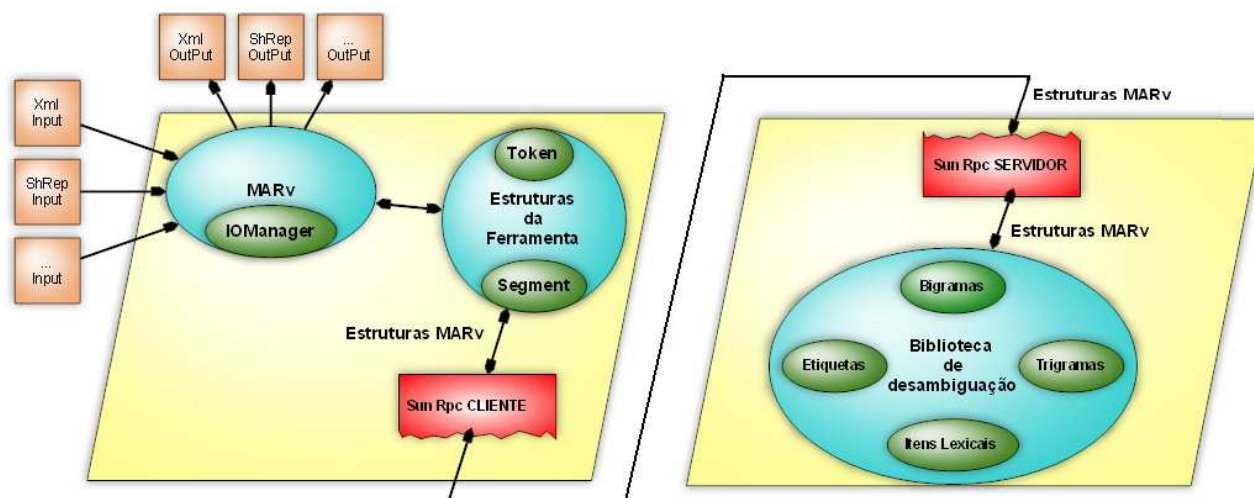 Xml
OutPut
ShRep
OutPut
...
OutPut
Xml
Input
ShRep
Input
...
Input
MARv
IOManager
Token
Estruturas
da
Ferramenta
Segment
Estruturas MARv
Sun Rpc CLIENTE
Estruturas MARv
Sun Rpc SERVIDOR
Estruturas MARv
Bigramas
Etiquetas
Biblioteca
de
desambiguação
Trigramas
Itens Lexicais